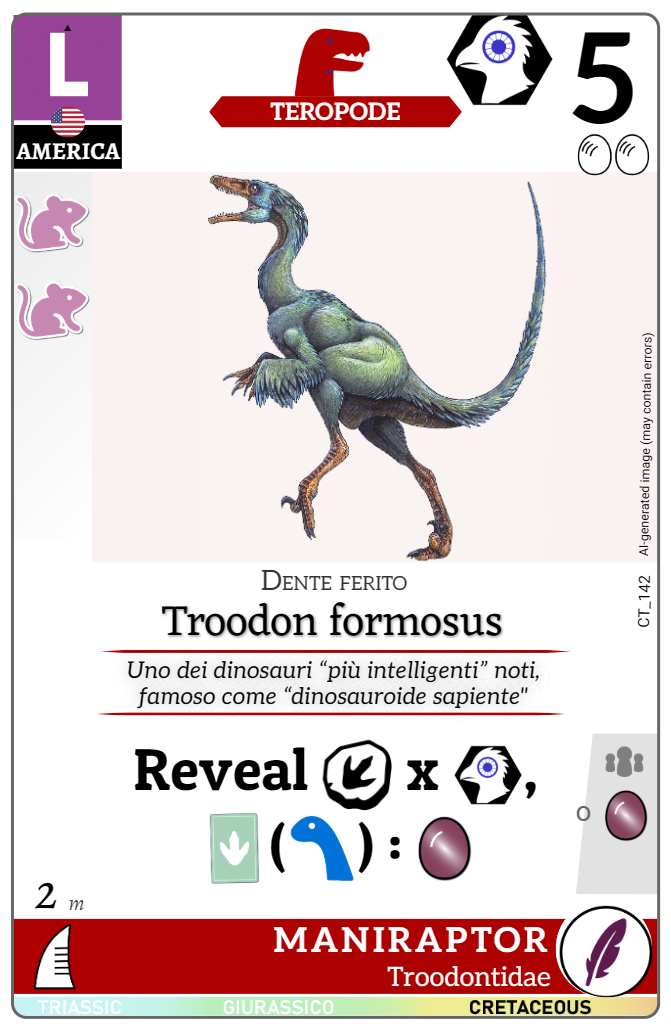 L
AMERICA
TEROPODE
5
AI-generated image (may contain errors)
CT_142
Dente ferito
Troodon formosus
Uno dei dinosauri “più intelligenti” noti,
famoso come “dinosauroide sapiente"
Reveal x ,
( ) :
o
2 m
MANIRAPTOR
Troodontidae
TRIASSIC GIURASSICO CRETACEOUS